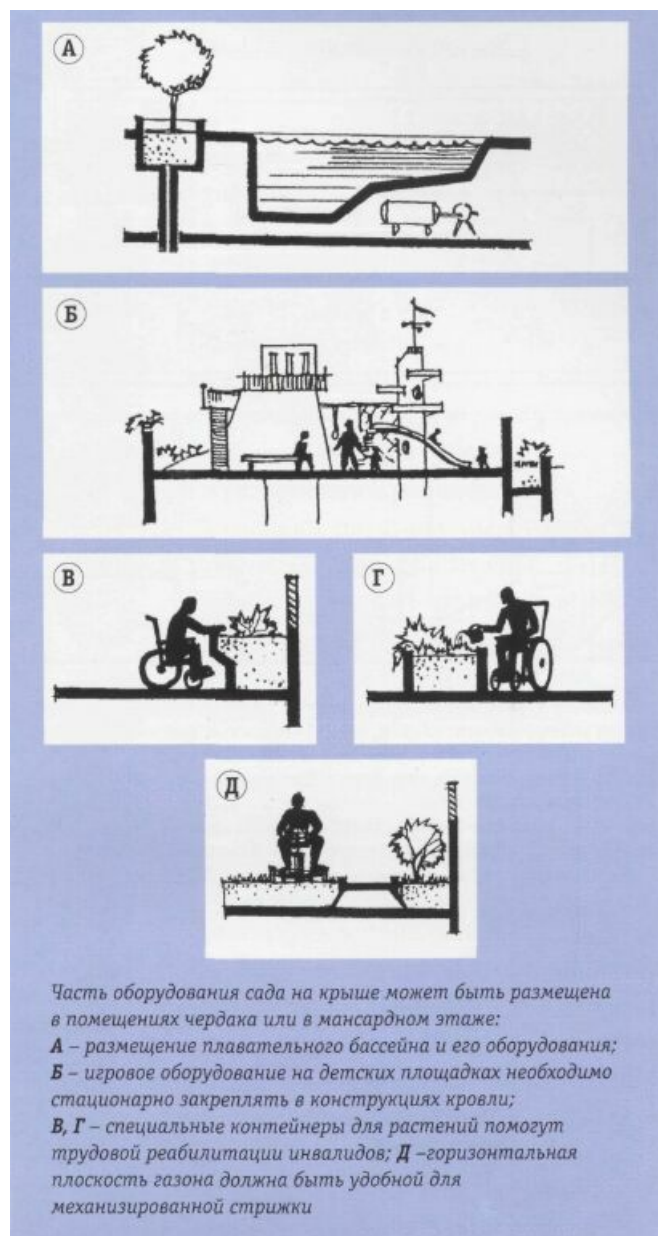 А
Б
В
Г
Д
Часть оборудования сада на крыше может быть размещена
в помещениях чердака или в мансардном этаже:
А – размещение плавательного бассейна и его оборудования;
Б – игровое оборудование на детских площадках необходимо
стационарно закреплять в конструкциях кровли;
В, Г – специальные контейнеры для растений помогут
трудовой реабилитации инвалидов; Д –горизонтальная
плоскость газона должна быть удобной для
механизированной стрижки